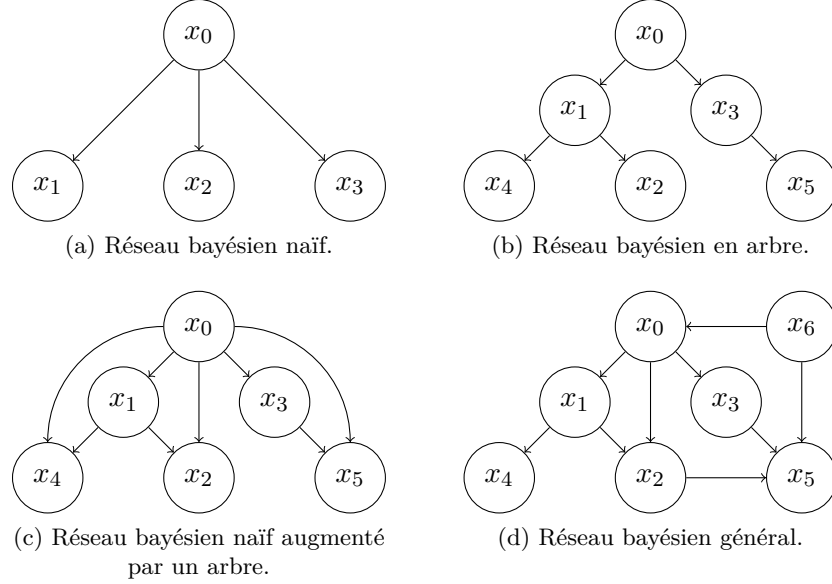 x0
x1
x2
x3
(a) Réseau bayésien naïf.
x0
x1
x3
x4
x2
x5
(b) Réseau bayésien en arbre.
x0
x1
x3
x4
x2
x5
(c) Réseau bayésien naïf augmenté
par un arbre.
x0
x6
x1
x3
x4
x2
x5
(d) Réseau bayésien général.